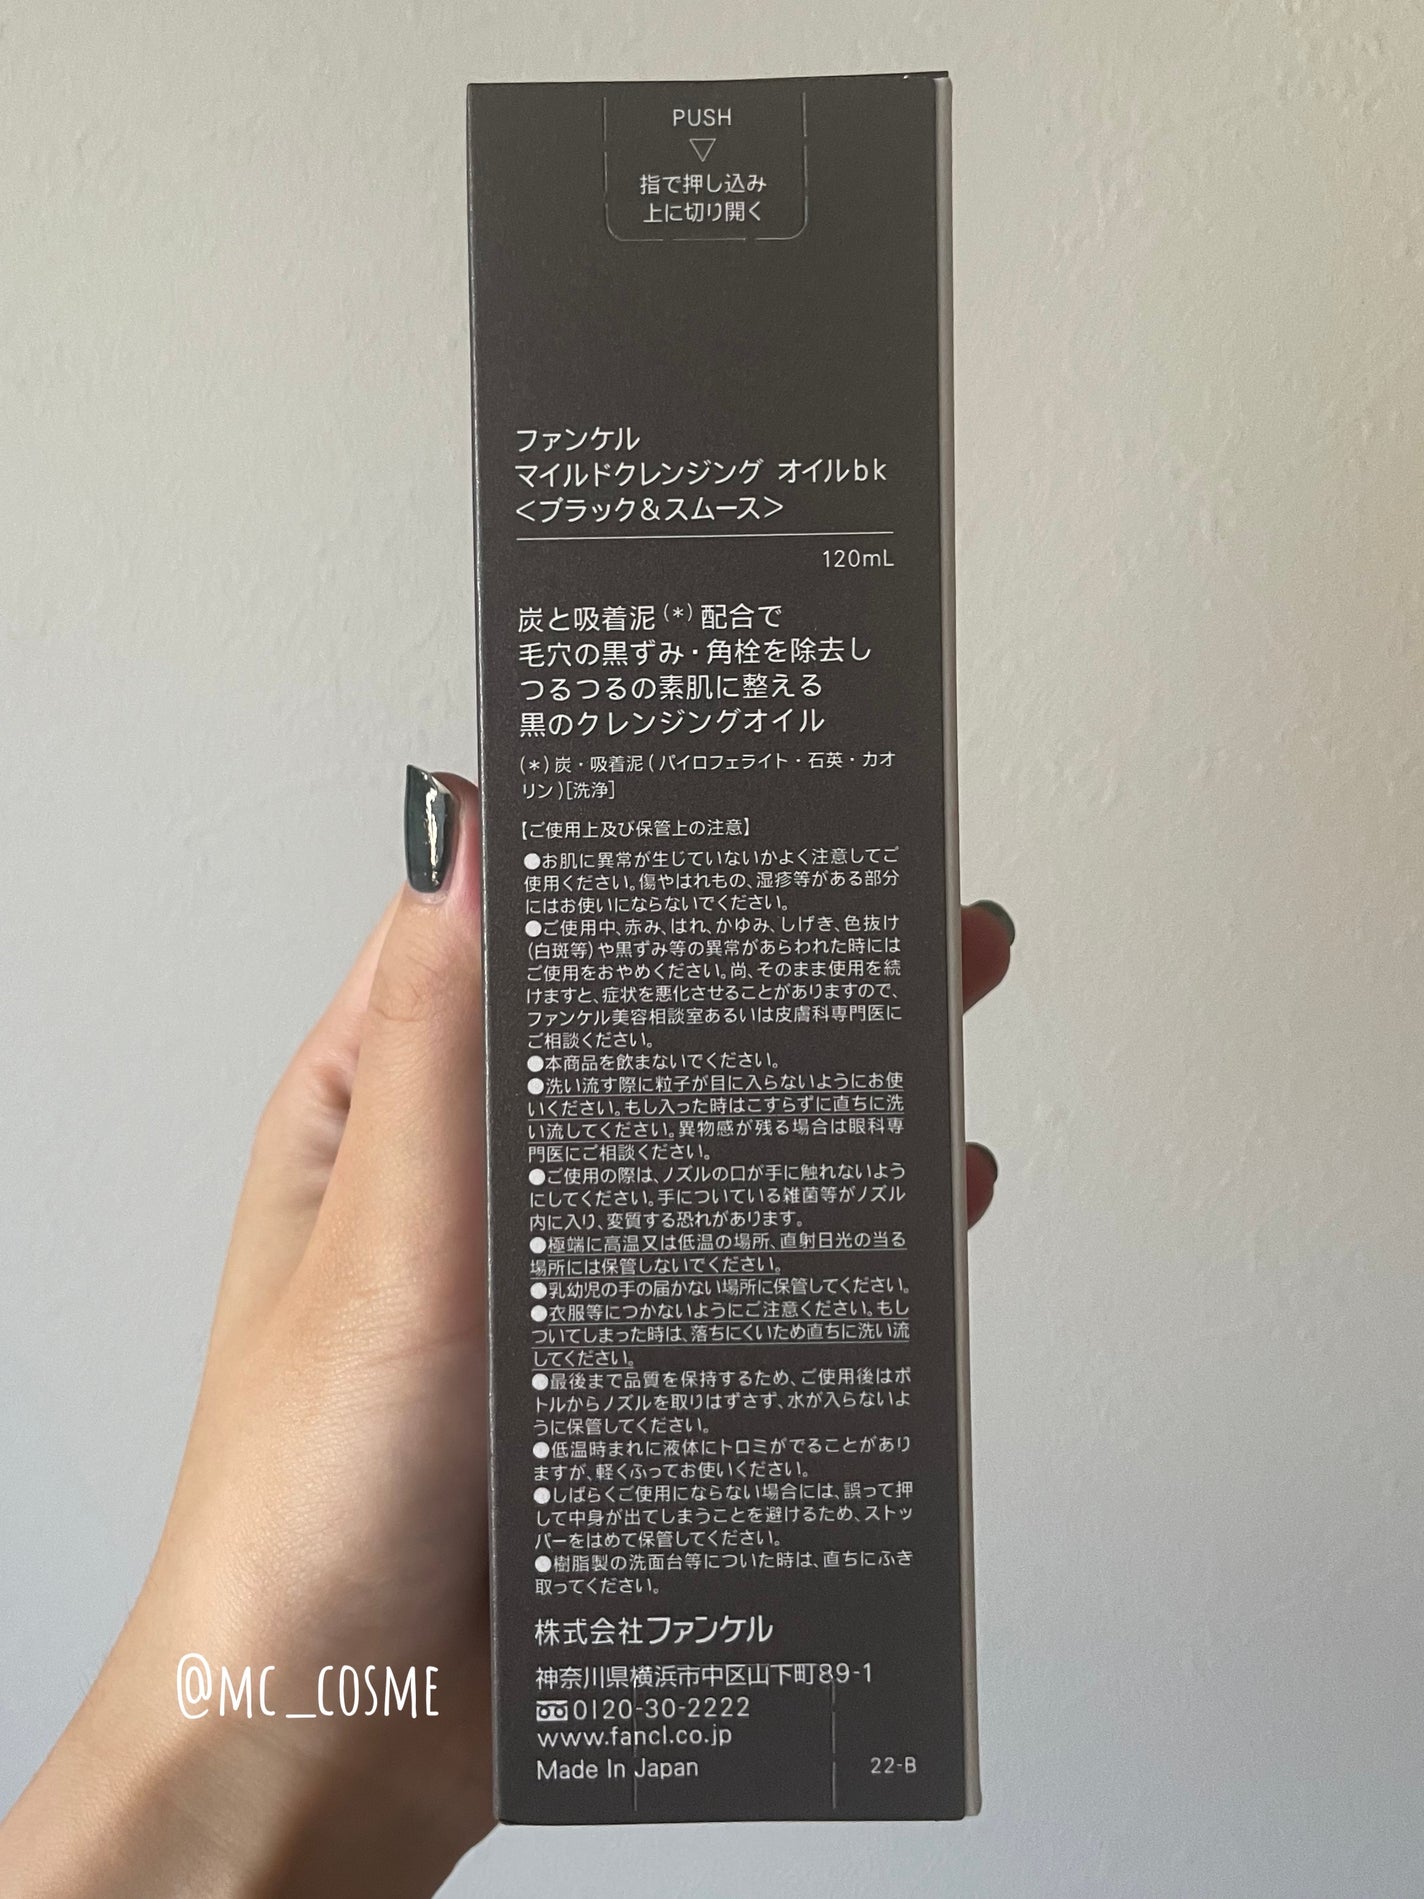 PUSH
指で押し込み
上に切り開く
ファンケル
マイルドクレンジング オイルbk
<ブラック&スムース>
120mL
炭と吸着泥(*)配合で
毛穴の黒ずみ・角栓を除去し
つるつるの素肌に整える
黒のクレンジングオイル
(*)炭・吸着泥(パイロフェライト・石英・カオ
リン)[洗浄]
【ご使用上及び保管上の注意】
●お肌に異常が生じていないかよく注意してご
使用ください。傷やはれもの、湿疹等がある部分
にはお使いにならないでください。
●ご使用中、赤み、はれ、かゆみ、しげき、色抜け
(白斑等)や黒ずみ等の異常があらわれた時には
ご使用をおやめください。尚、そのまま使用を続
けますと、症状を悪化させることがありますので、
ファンケル美容相談室あるいは皮膚科専門医に
ご相談ください。
●本商品を飲まないでください。
●洗い流す際に粒子が目に入らないようにお使
いください。もし入った時はこすらずに直ちに洗
い流してください。異物感が残る場合は眼科専
門医にご相談ください。
●ご使用の際は、ノズルの口が手に触れないよう
にしてください。手についている雑菌等がノズル
内に入り、変質する恐れがあります。
●極端に高温又は低温の場所、直射日光の当る
場所には保管しないでください。
●乳幼児の手の届かない場所に保管してください。
●衣服等につかないようにご注意ください。もし
ついてしまった時は、落ちにくいため直ちに洗い流
してください。
●最後まで品質を保持するため、ご使用後はボ
トルからノズルを取りはずさず、水が入らないよ
うに保管してください。
●低温時まれに液体にトロミがでることがあり
ますが、軽くふってお使いください。
●しばらくご使用にならない場合には、誤って押
して中身が出てしまうことを避けるため、ストッ
パーをはめて保管してください。
●樹脂製の洗面台等についた時は、直ちにふき
取ってください。
株式会社ファンケル
神奈川県横浜市中区山下町89-1
0120-30-2222
www.fancl.co.jp
Made In Japan
22-B
@MC_COSME